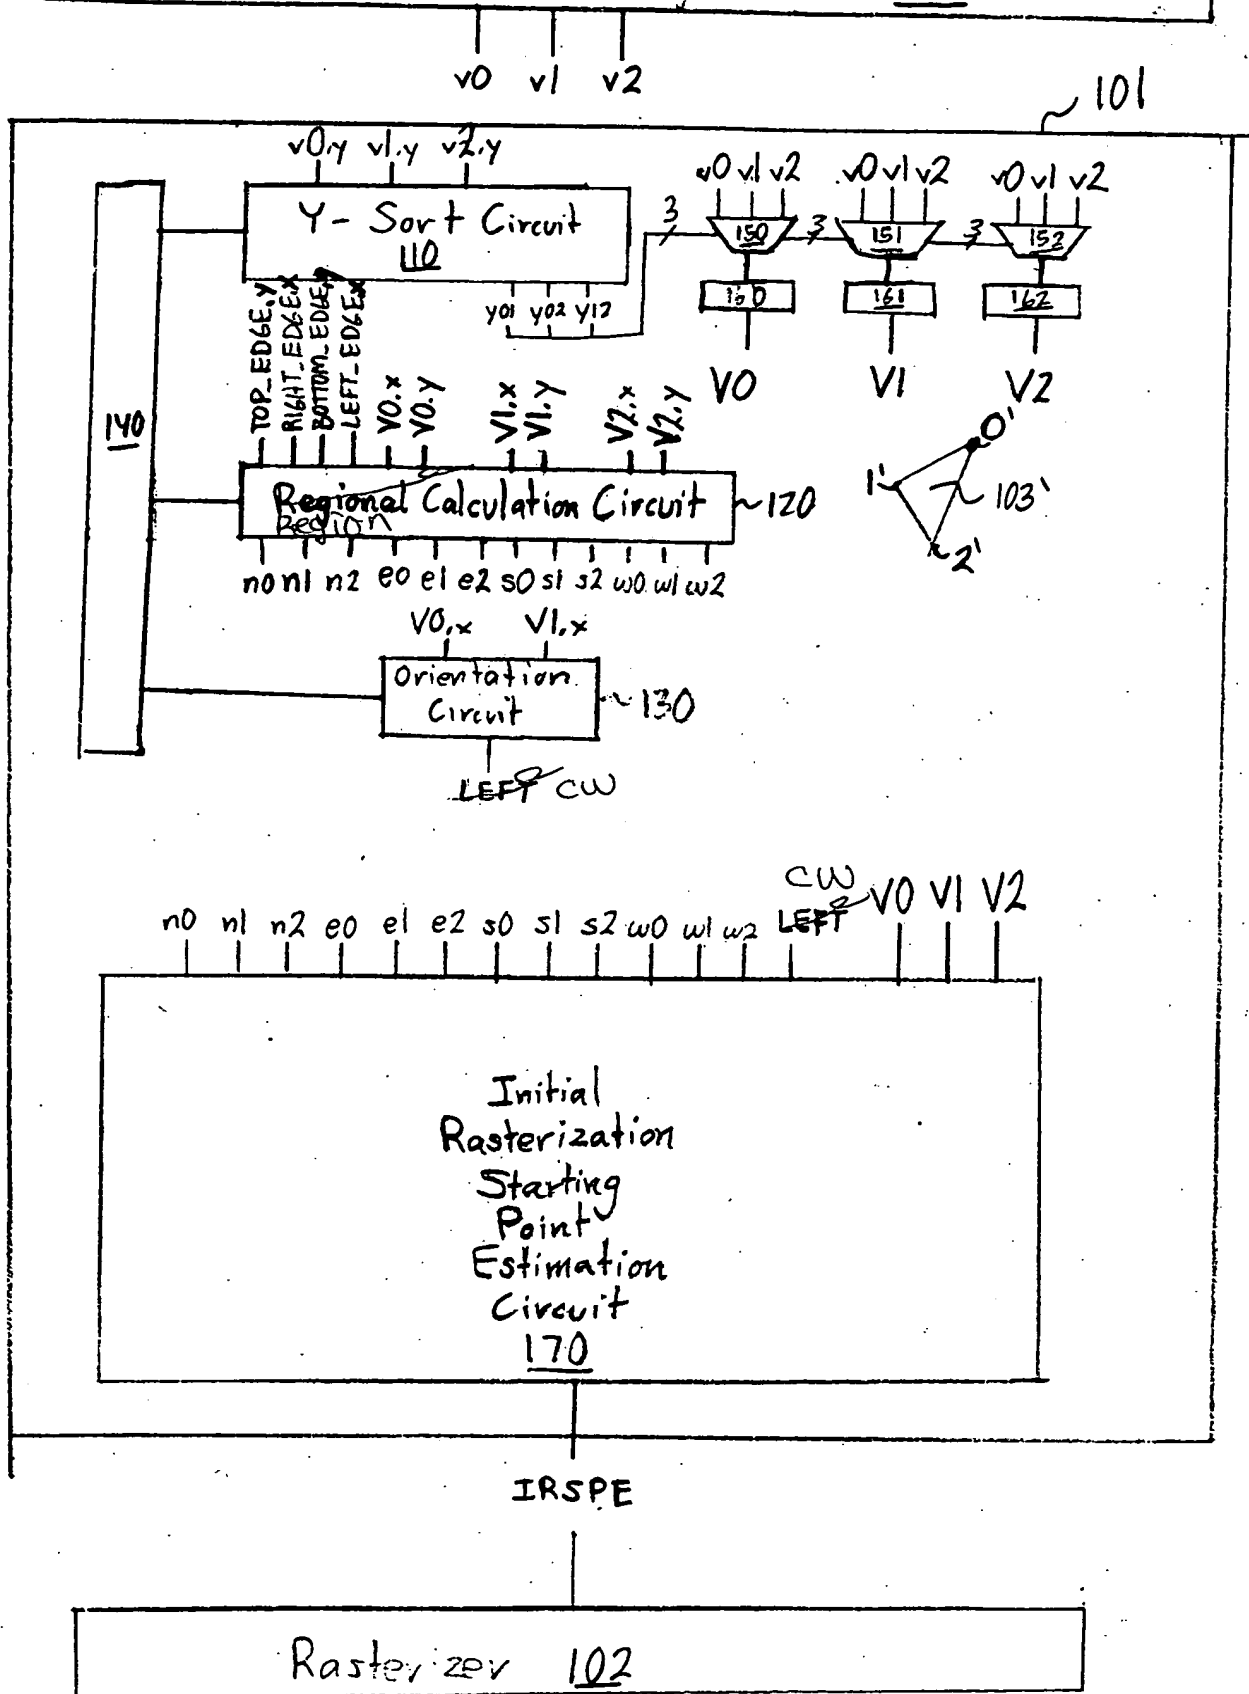 v0 v1 v2
101
v0.y v1.y v2.y
v0 v1 v2 v0 v1 v2 v0 v1 v2
Y-Sort Circuit
110
3 150 3 151 3 152
160 161 162
y01 y02 y12
V0 V1 V2
TOP_EDGE.y
RIGHT_EDGE.x
BOTTOM_EDGE.y
LEFT_EDGE.x
V0.x
V0.y
V1.x
V1.y
V2.x
V2.y
140
0'
1'
103'
2'
Regional Calculation Circuit
Region
120
n0 n1 n2 e0 e1 e2 s0 s1 s2 w0 w1 w2
V0.x V1.x
Orientation
Circuit
130
LEFT CW
CW
n0 n1 n2 e0 e1 e2 s0 s1 s2 w0 w1 w2 LEFT V0 V1 V2
Initial
Rasterization
Starting
Point
Estimation
Circuit
170
IRSPE
Rasterizer 102